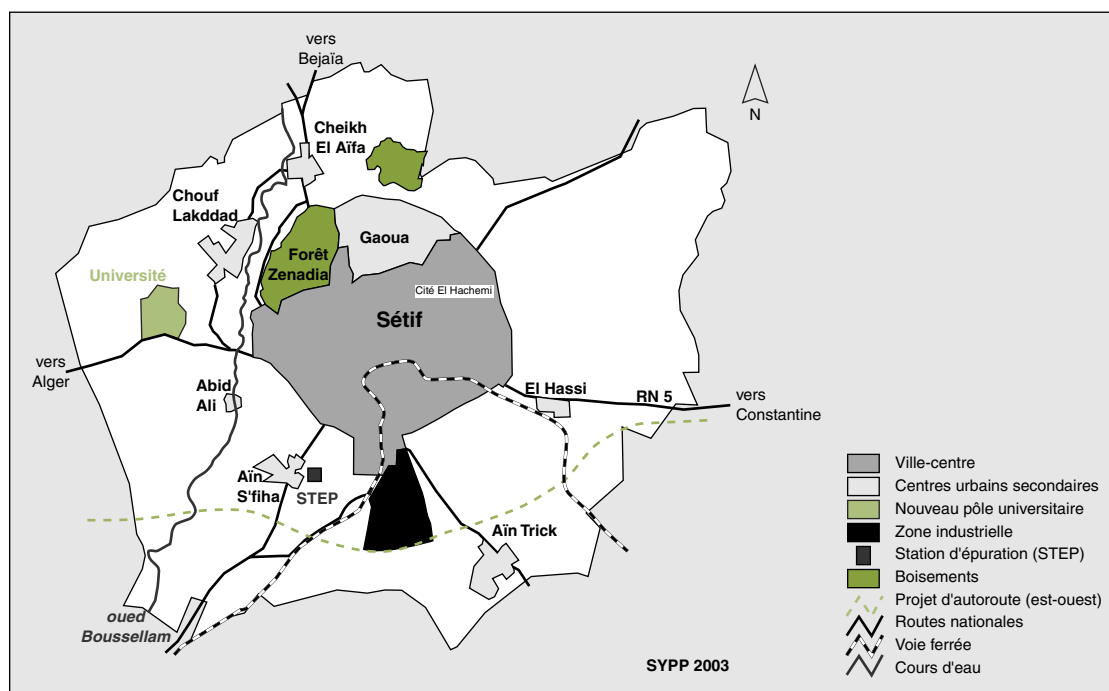 vers
Bejaïa
N
Cheikh
El Aïfa
Chouf
Lakddad
Gaoua
Forêt
Zenadia
Université
Cité El Hachemi
Sétif
vers
Alger
Abid
Ali
El Hassi
RN 5
vers
Constantine
Aïn
S'fiha
STEP
Aïn Trick
oued
Boussellam
Ville-centre
Centres urbains secondaires
Nouveau pôle universitaire
Zone industrielle
Station d'épuration (STEP)
Boisements
Projet d'autoroute (est-ouest)
Routes nationales
Voie ferrée
Cours d'eau
SYPP 2003